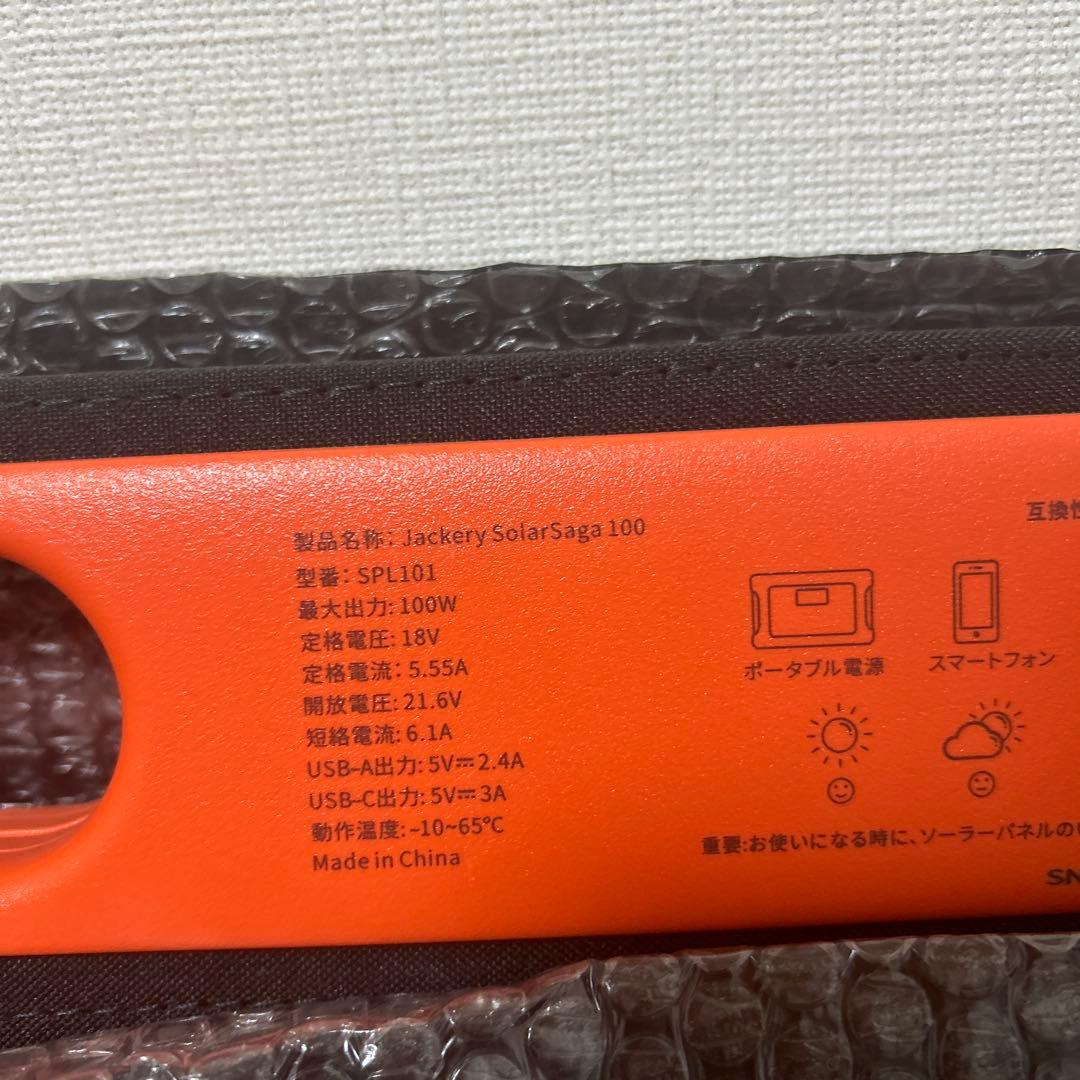 製品名称: Jackery SolarSaga 100
型番: SPL101
最大出力: 100W
定格電圧: 18V
定格電流: 5.55A
開放電圧: 21.6V
短絡電流: 6.1A
USB-A出力: 5V⎓2.4A
USB-C出力: 5V⎓3A
動作温度: -10~65℃
Made in China
互換性
ポータブル電源
スマートフォン
重要:お使いになる時に、ソーラーパネルの
SN